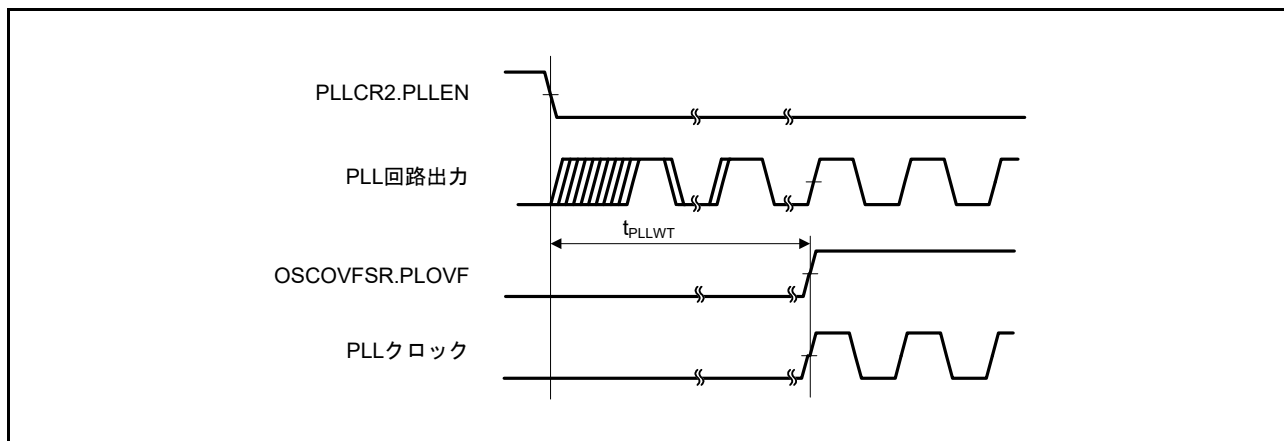 PLLCR2.PLLEN
PLL回路出力
tPLLWT
OSCOVFSR.PLOVF
PLLクロック